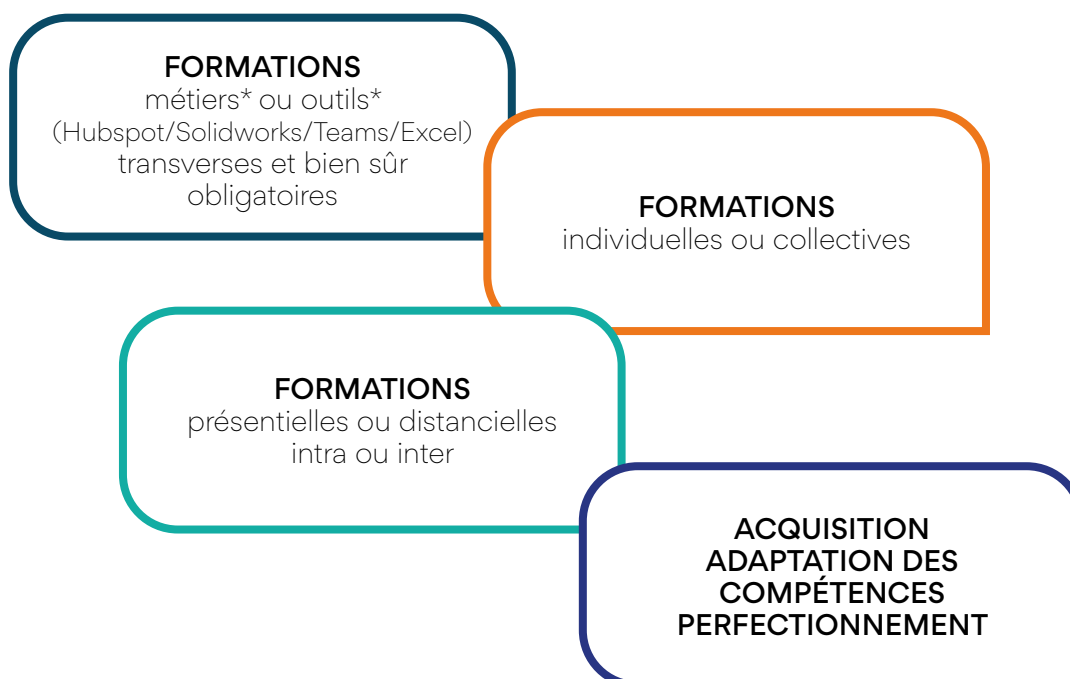 FORMATIONS
métiers* ou outils*
(Hubspot/Solidworks/Teams/Excel)
transverses et bien sûr
obligatoires
FORMATIONS
individuelles ou collectives
FORMATIONS
présentielles ou distancielles
intra ou inter
ACQUISITION
ADAPTATION DES
COMPÉTENCES
PERFECTIONNEMENT